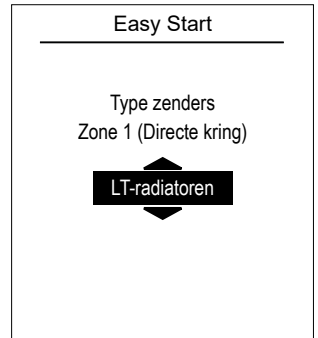 Easy Start
Type zenders
Zone 1 (Directe kring)
LT-radiatoren